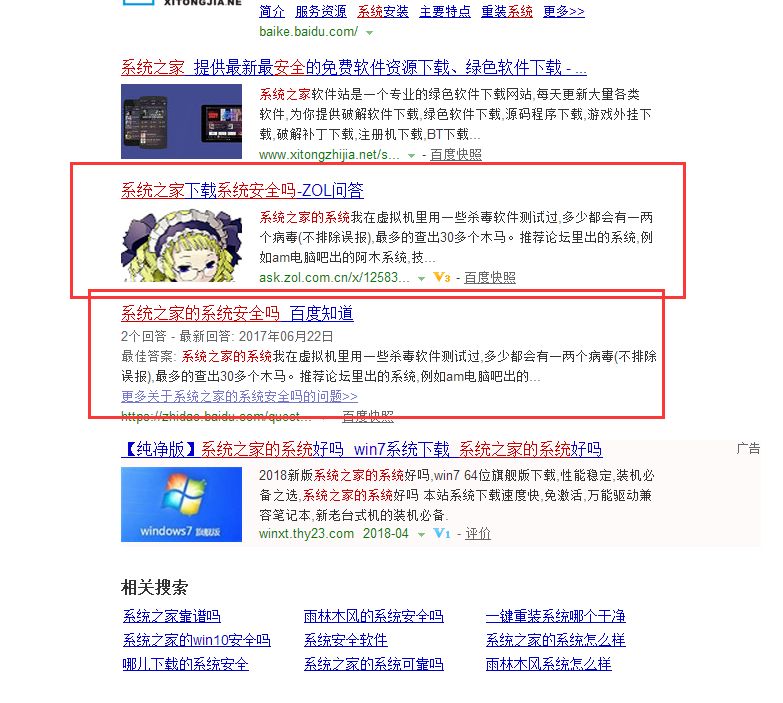 XITONGJIA.NE
简介 服务资源 系统安装 主要特点 重装系统 更多>>
baike.baidu.com/
系统之家 提供最新最安全的免费软件资源下载、绿色软件下载 - ...
系统之家软件站是一个专业的绿色软件下载网站,每天更新大量各类
软件,为你提供破解软件下载,绿色软件下载,源码程序下载,游戏外挂下
载,破解补丁下载,注册机下载,BT下载...
www.xitongzhijia.net/s... - 百度快照
系统之家下载系统安全吗-ZOL问答
系统之家的系统我在虚拟机里用一些杀毒软件测试过,多少都会有一两
个病毒(不排除误报),最多的查出30多个木马。推荐论坛里出的系统,例
如am电脑吧出的阿木系统,技...
ask.zol.com.cn/x/12583... V3 - 百度快照
系统之家的系统安全吗_百度知道
2个回答 - 最新回答: 2017年06月22日
最佳答案: 系统之家的系统我在虚拟机里用一些杀毒软件测试过,多少都会有一两个病毒(不排除
误报),最多的查出30多个木马。推荐论坛里出的系统,例如am电脑吧出的...
更多关于系统之家的系统安全吗的问题>>
https://zhidao.baidu.com/quest... - 百度快照
【纯净版】系统之家的系统好吗_win7系统下载_系统之家的系统好吗
广告
2018新版系统之家的系统好吗,win7 64位旗舰版下载,性能稳定,装机必
备之选,系统之家的系统好吗 本站系统下载速度快,免激活,万能驱动兼
容笔记本,新老台式机的装机必备.
windows7 旗舰版
winxt.thy23.com 2018-04 V1 - 评价
相关搜索
系统之家靠谱吗 雨林木风的系统安全吗 一键重装系统哪个干净
系统之家的win10安全吗 系统安全软件 系统之家的系统怎么样
哪儿下载的系统安全 系统之家的系统可靠吗 雨林木风系统怎么样